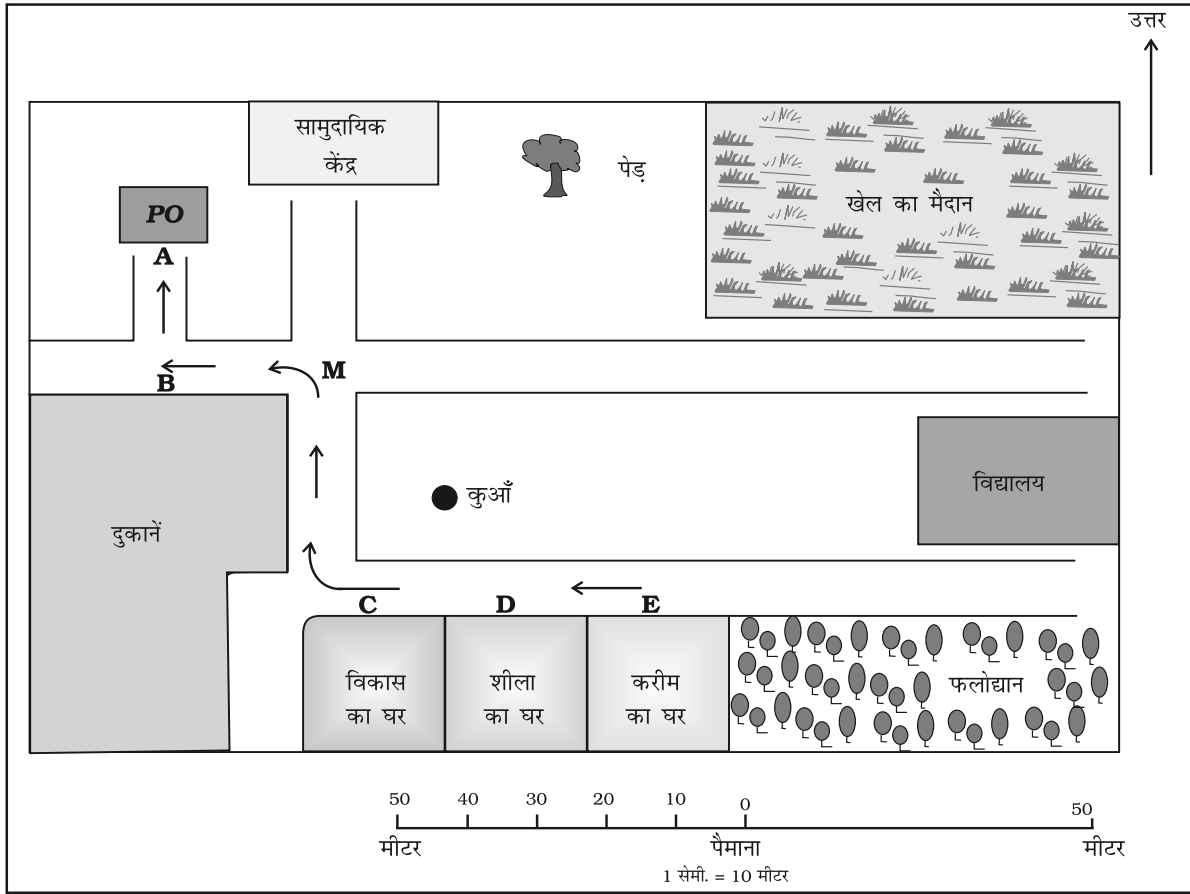 उत्तर
सामुदायिक
केंद्र
पेड़
PO
खेल का मैदान
A
M
B
विद्यालय
कुआँ
दुकानें
C D E
विकास
का घर
शीला
का घर
करीम
का घर
फलोद्यान
50 40 30 20 10 0 50
मीटर पैमाना मीटर
1 सेमी. = 10 मीटर